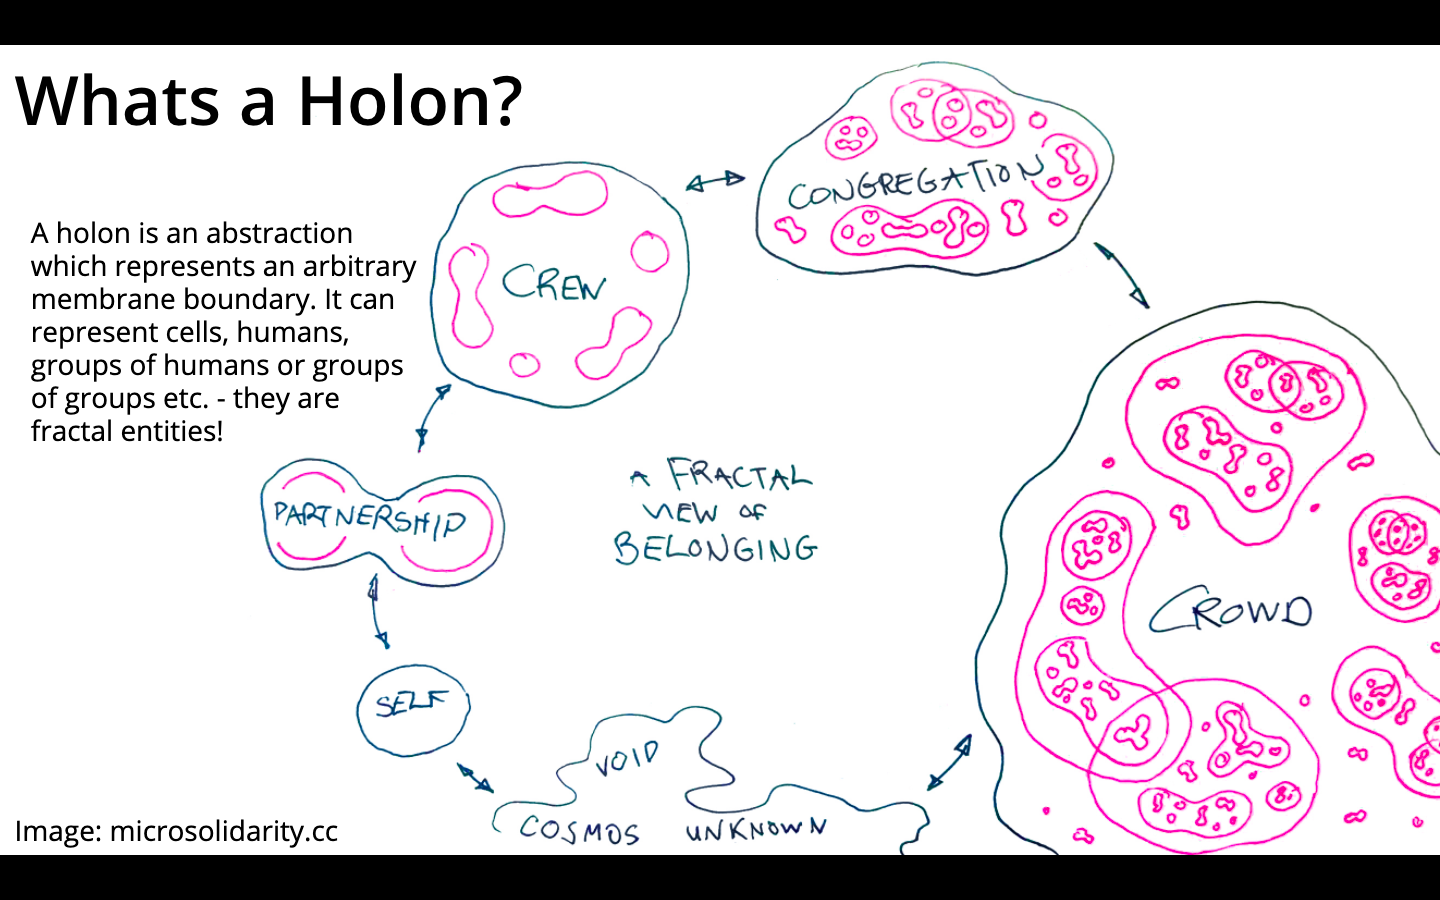 Whats a Holon?
A holon is an abstraction
which represents an arbitrary
membrane boundary. It can
represent cells, humans,
groups of humans or groups
of groups etc. - they are
fractal entities!
CONGREGATION
CREW
PARTNERSHIP
A FRACTAL
VIEW OF
BELONGING
CROWD
SELF
VOID
COSMOS UNKNOWN
Image: microsolidarity.cc